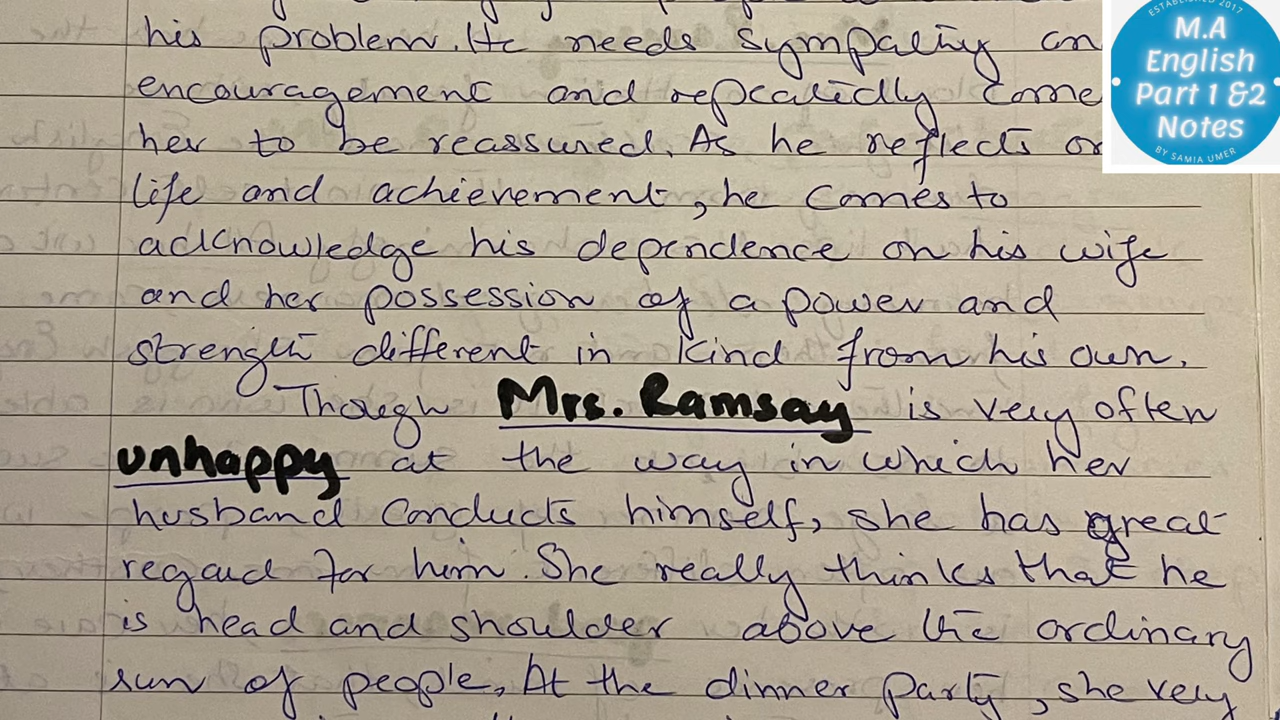 his problem. He needs sympathy an
encouragement and repeatedly come
her to be reassured. As he reflects on
life and achievement, he comes to
acknowledge his dependence on his wife
and her possession of a power and
strength different in kind from his own.
Though Mrs. Ramsay is very often
unhappy at the way in which her
husband conducts himself, she has great
regard for him. She really thinks that he
is head and shoulder above the ordinary
run of people. At the dinner party, she very
ESTABLISHED 2017
M.A
English
Part 1 & 2
Notes
BY SAMIA UMER